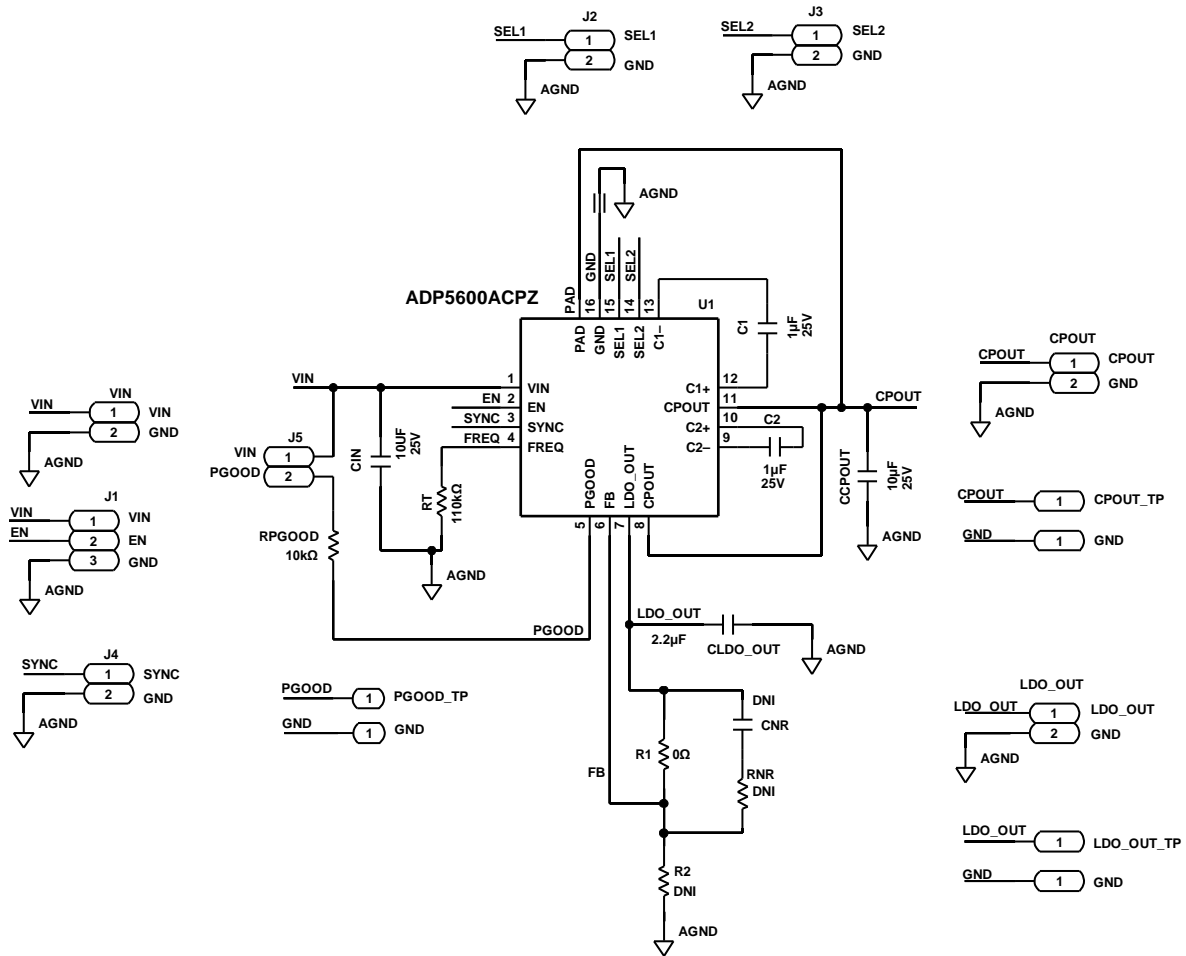 J2
SEL1
1
SEL1
2
GND
AGND
J3
SEL2
1
SEL2
2
GND
AGND
AGND
ADP5600ACPZ
U1
PAD
16
GND
15
SEL1
14
SEL2
13
PAD
GND
SEL1
SEL2
C1–
C1
1µF
25V
VIN
1
VIN
EN
2
EN
SYNC
3
SYNC
FREQ
4
FREQ
C1+
12
CPOUT
11
C2+
10
C2–
9
C2
1µF
25V
CPOUT
CCPOUT
10µF
25V
AGND
PGOOD
FB
LDO_OUT
CPOUT
5
6
7
8
CIN
10UF
25V
RT
110kΩ
AGND
J5
VIN
1
PGOOD
2
RPGOOD
10kΩ
PGOOD
VIN
VIN
1
VIN
2
GND
AGND
J1
VIN
1
VIN
EN
2
EN
3
GND
AGND
J4
SYNC
1
SYNC
2
GND
AGND
PGOOD
1
PGOOD_TP
GND
1
GND
LDO_OUT
2.2µF
CLDO_OUT
AGND
DNI
CNR
R1
0Ω
RNR
DNI
FB
R2
DNI
AGND
CPOUT
CPOUT
1
CPOUT
2
GND
AGND
CPOUT
1
CPOUT_TP
GND
1
GND
LDO_OUT
LDO_OUT
1
LDO_OUT
2
GND
AGND
LDO_OUT
1
LDO_OUT_TP
GND
1
GND